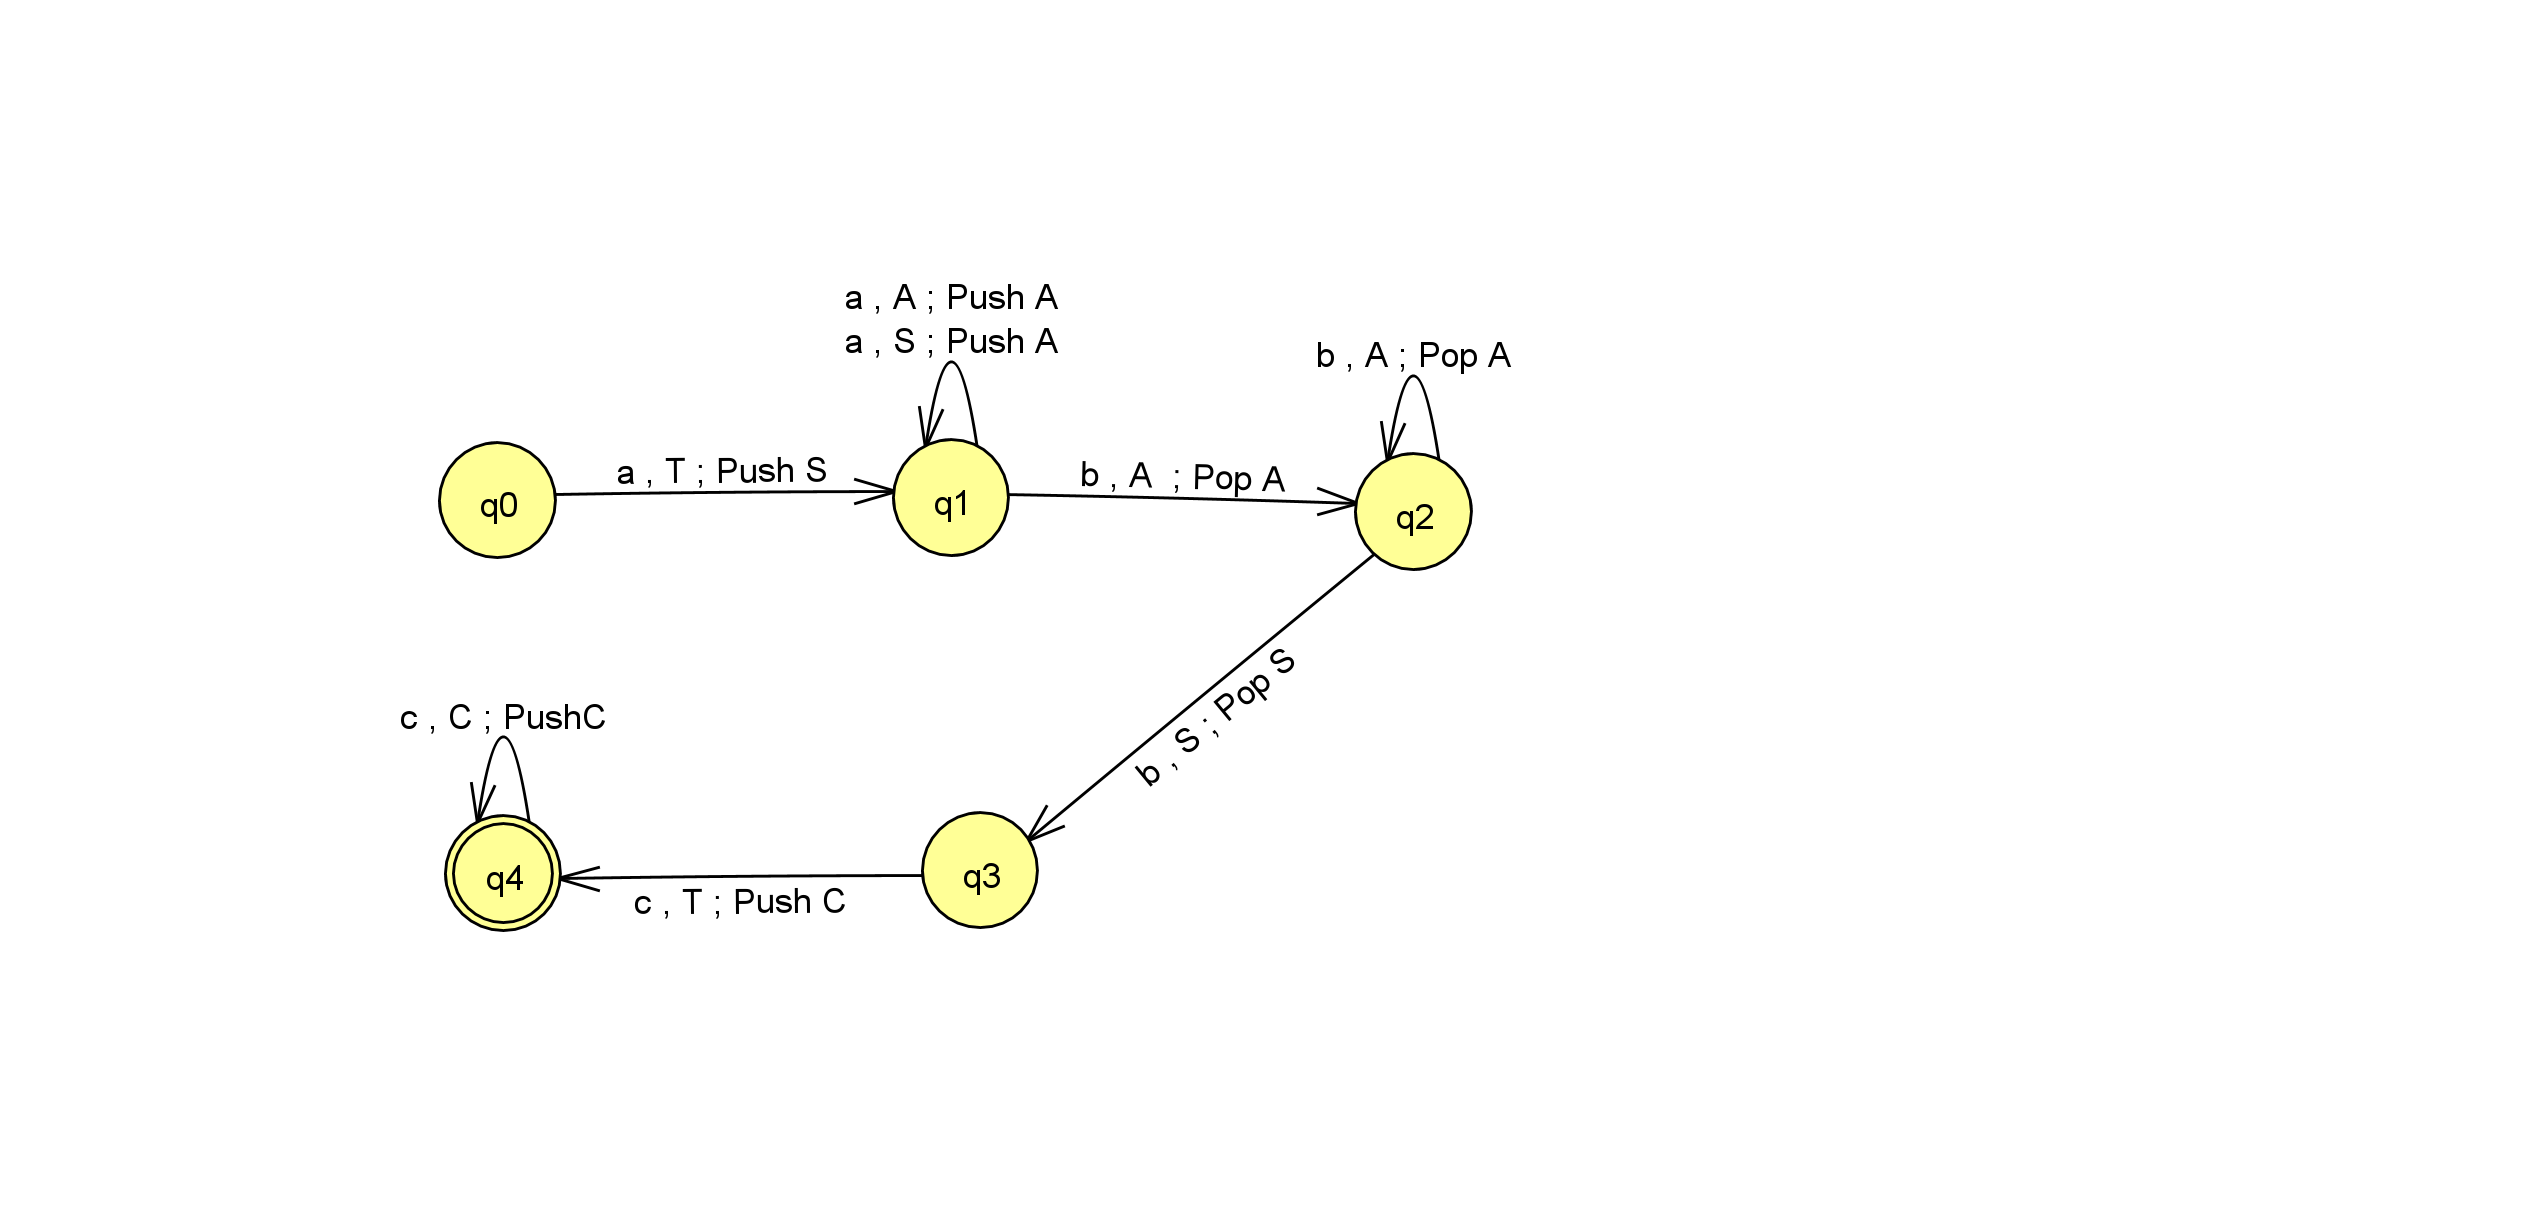 a , A ; Push A
a , S ; Push A
b , A ; Pop A
a , T ; Push S
b , A  ; Pop A
q0
q1
q2
b , S ; Pop S
c , C ; PushC
q4
q3
c , T ; Push C